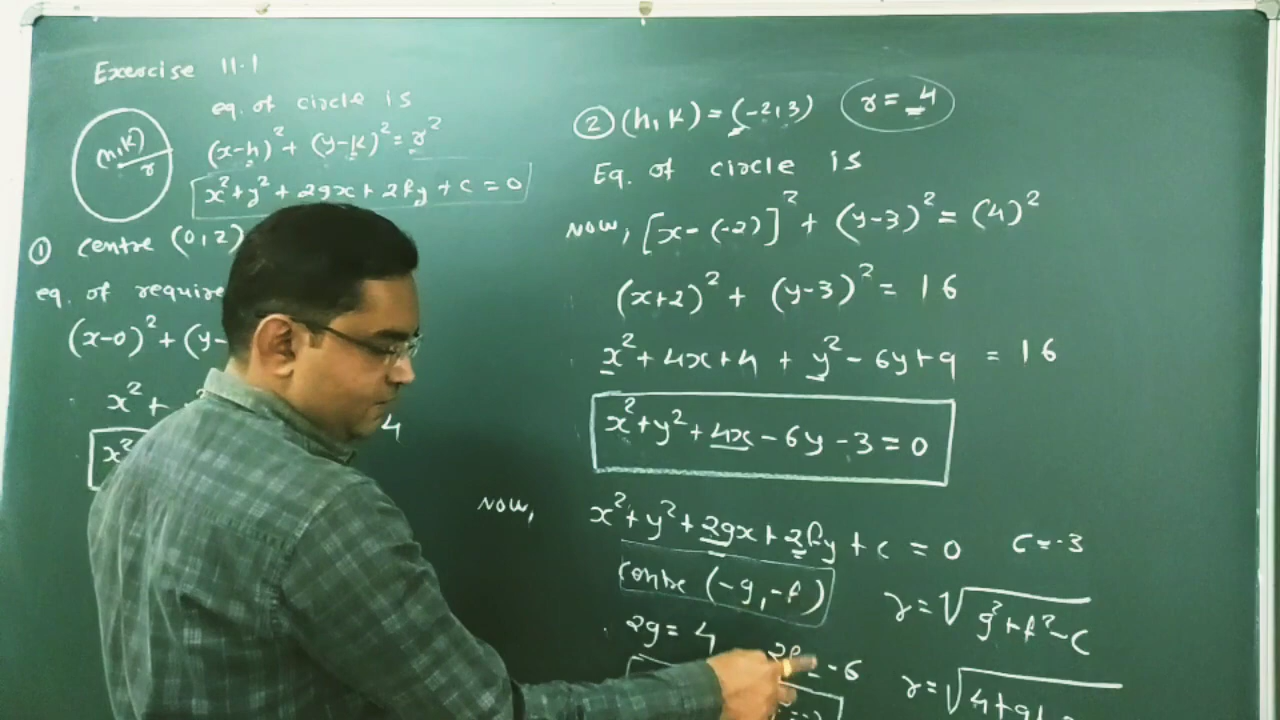 Exercise 11.1
eq. of circle is
(h,k)
r
(x-h)² + (y-k)² = r²
x² + y² + 2gx + 2fy + c = 0
① centre (0,2)
eq. of require
(x-0)² + (y-
x² +
4
x²
② (h,k) = (-2,3) r = 4
Eq. of circle is
Now, [x-(-2)]² + (y-3)² = (4)²
(x+2)² + (y-3)² = 16
x² + 4x + 4 + y² - 6y + 9 = 16
x² + y² + 4x - 6y - 3 = 0
Now, x² + y² + 2gx + 2fy + c = 0 c = -3
centre (-g, -f) r = √g² + f² - c
2g = 4 2f = -6
r = √4+9+